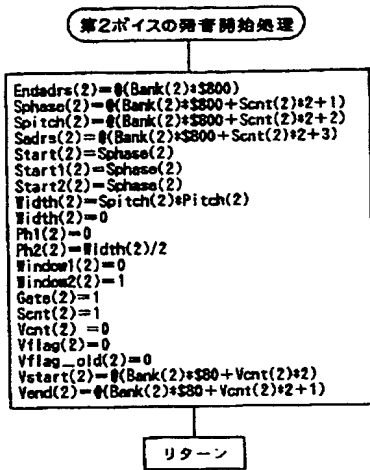 第2ボイスの発音開始処理
Endadrs(2)=@(Bank(2)*$800)
Sphase(2)=@(Bank(2)*$800+Scnt(2)*2+1)
Spitch(2)=@(Bank(2)*$800+Scnt(2)*2+2)
Sadrs(2)=@(Bank(2)*$800+Scnt(2)*2+3)
Start(2)=Sphase(2)
Start1(2)=Sphase(2)
Start2(2)=Sphase(2)
Width(2)=Spitch(2)*Pitch(2)
Width(2)=0
Ph1(2)=0
Ph2(2)=Width(2)/2
Window1(2)=0
Window2(2)=1
Gate(2)=1
Scnt(2)=1
Vcnt(2) =0
Vflag(2)=0
Vflag_old(2)=0
Vstart(2)=@(Bank(2)*$80+Vcnt(2)*2)
Vend(2)=@(Bank(2)*$80+Vcnt(2)*2+1)
リターン